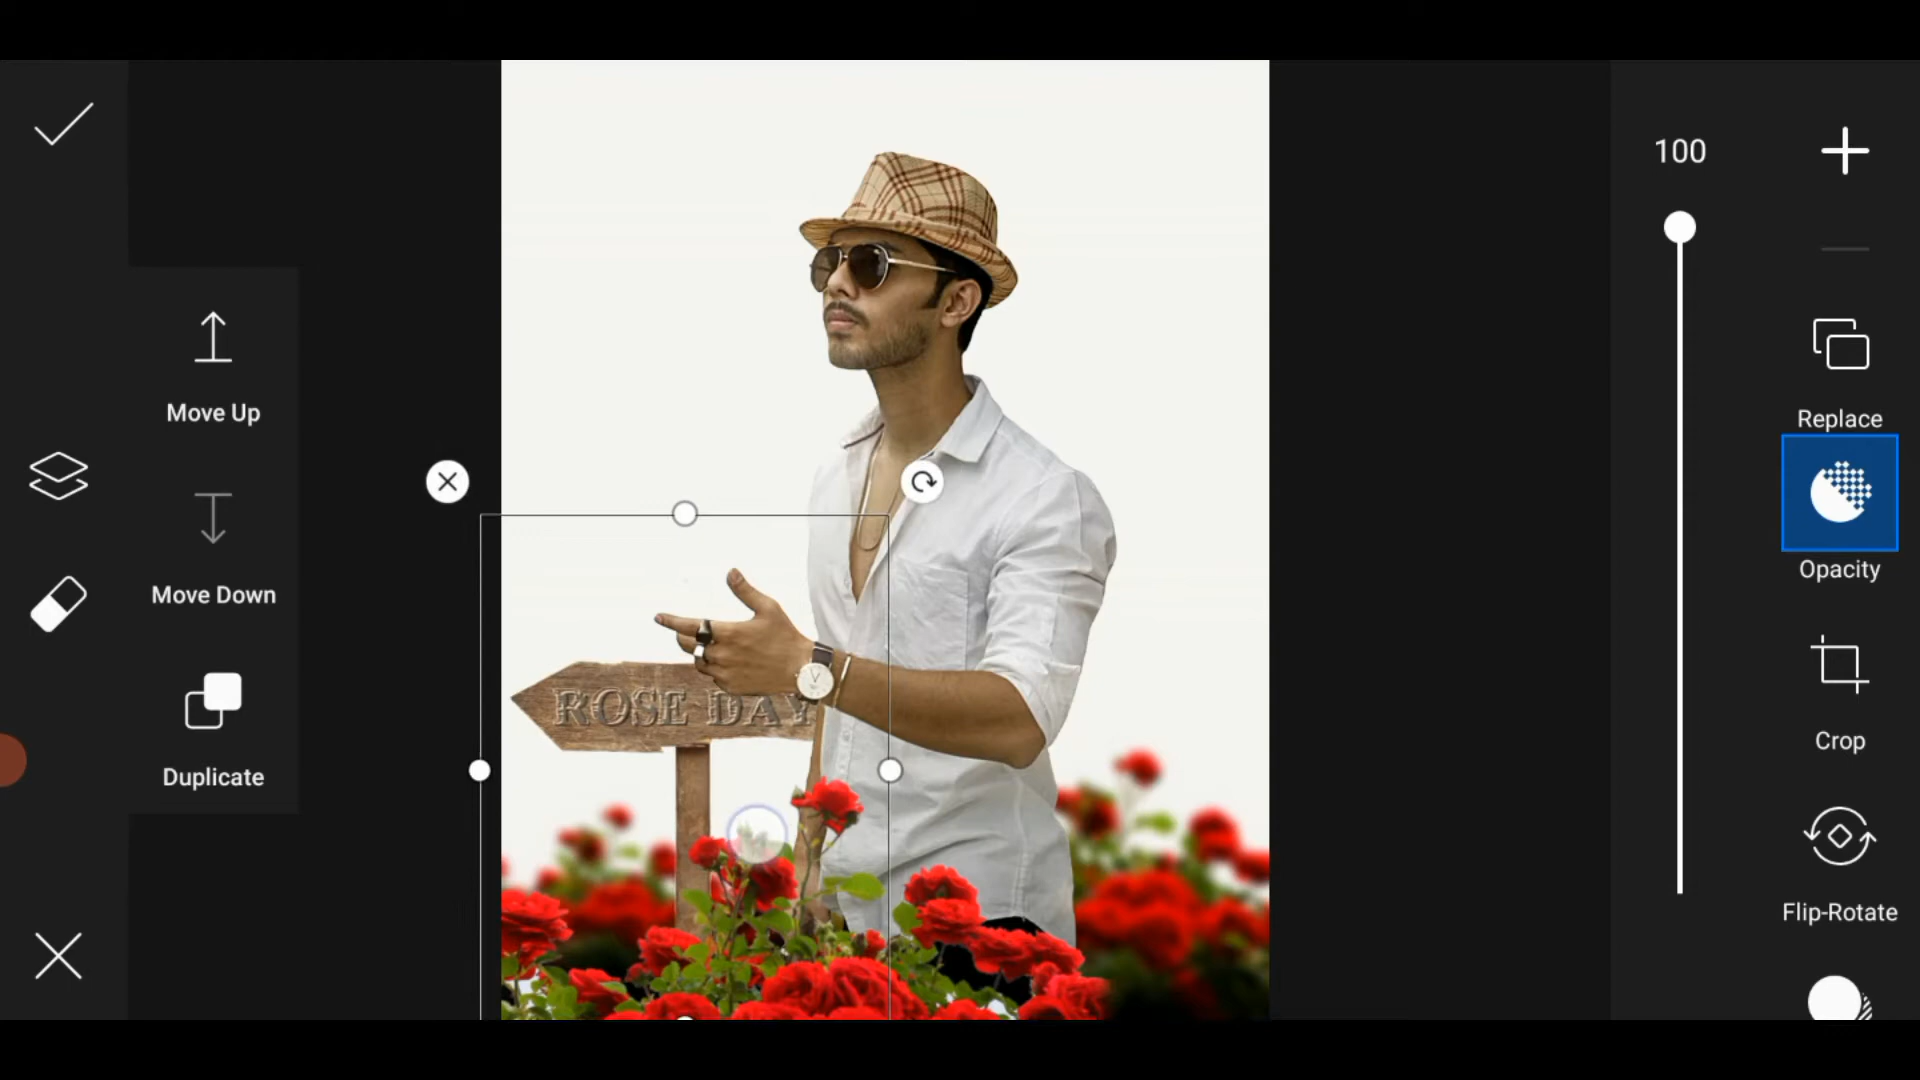 100
Move Up
Replace
Move Down
Opacity
ROSE DAY
Crop
Duplicate
Flip-Rotate